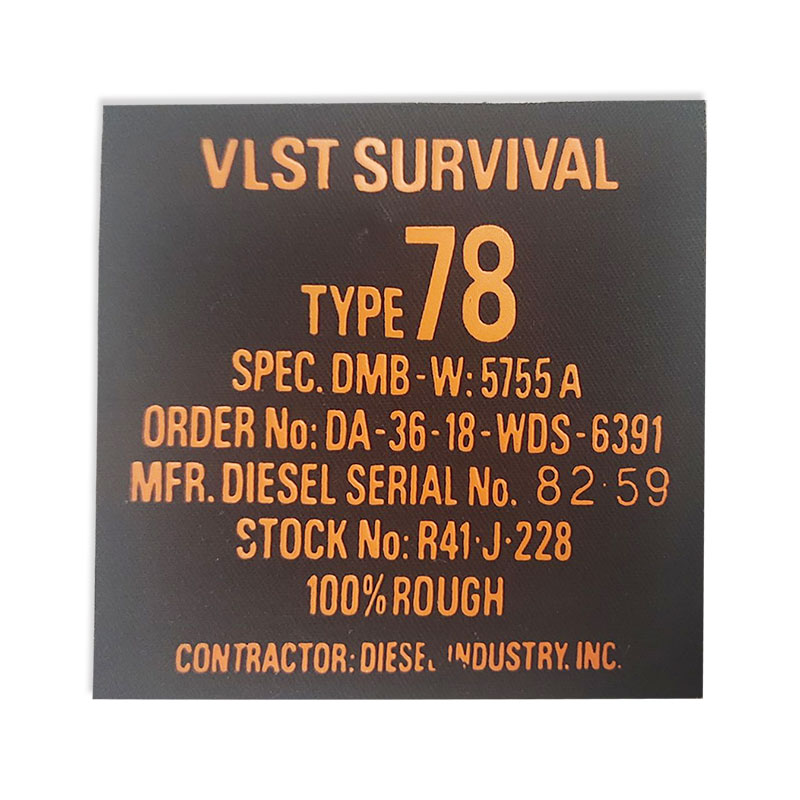 VLST SURVIVAL
TYPE 78
SPEC. DMB-W: 5755 A
ORDER No: DA-36-18-WDS-6391
MFR. DIESEL SERIAL No. 82·59
STOCK No: R41·J·228
100% ROUGH
CONTRACTOR: DIESEL INDUSTRY. INC.